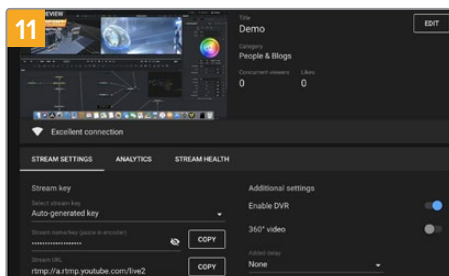 11
PREVIEW
Title
Demo
EDIT
Category
People & Blogs
Concurrent viewers Likes
0 0
Excellent connection
STREAM SETTINGS ANALYTICS STREAM HEALTH
Stream key
Additional settings
Select stream key
Auto-generated key
Enable DVR
Stream name/key (paste in encoder)
COPY
360° video
Stream URL
rtmp://a.rtmp.youtube.com/live2
COPY
Added delay
None